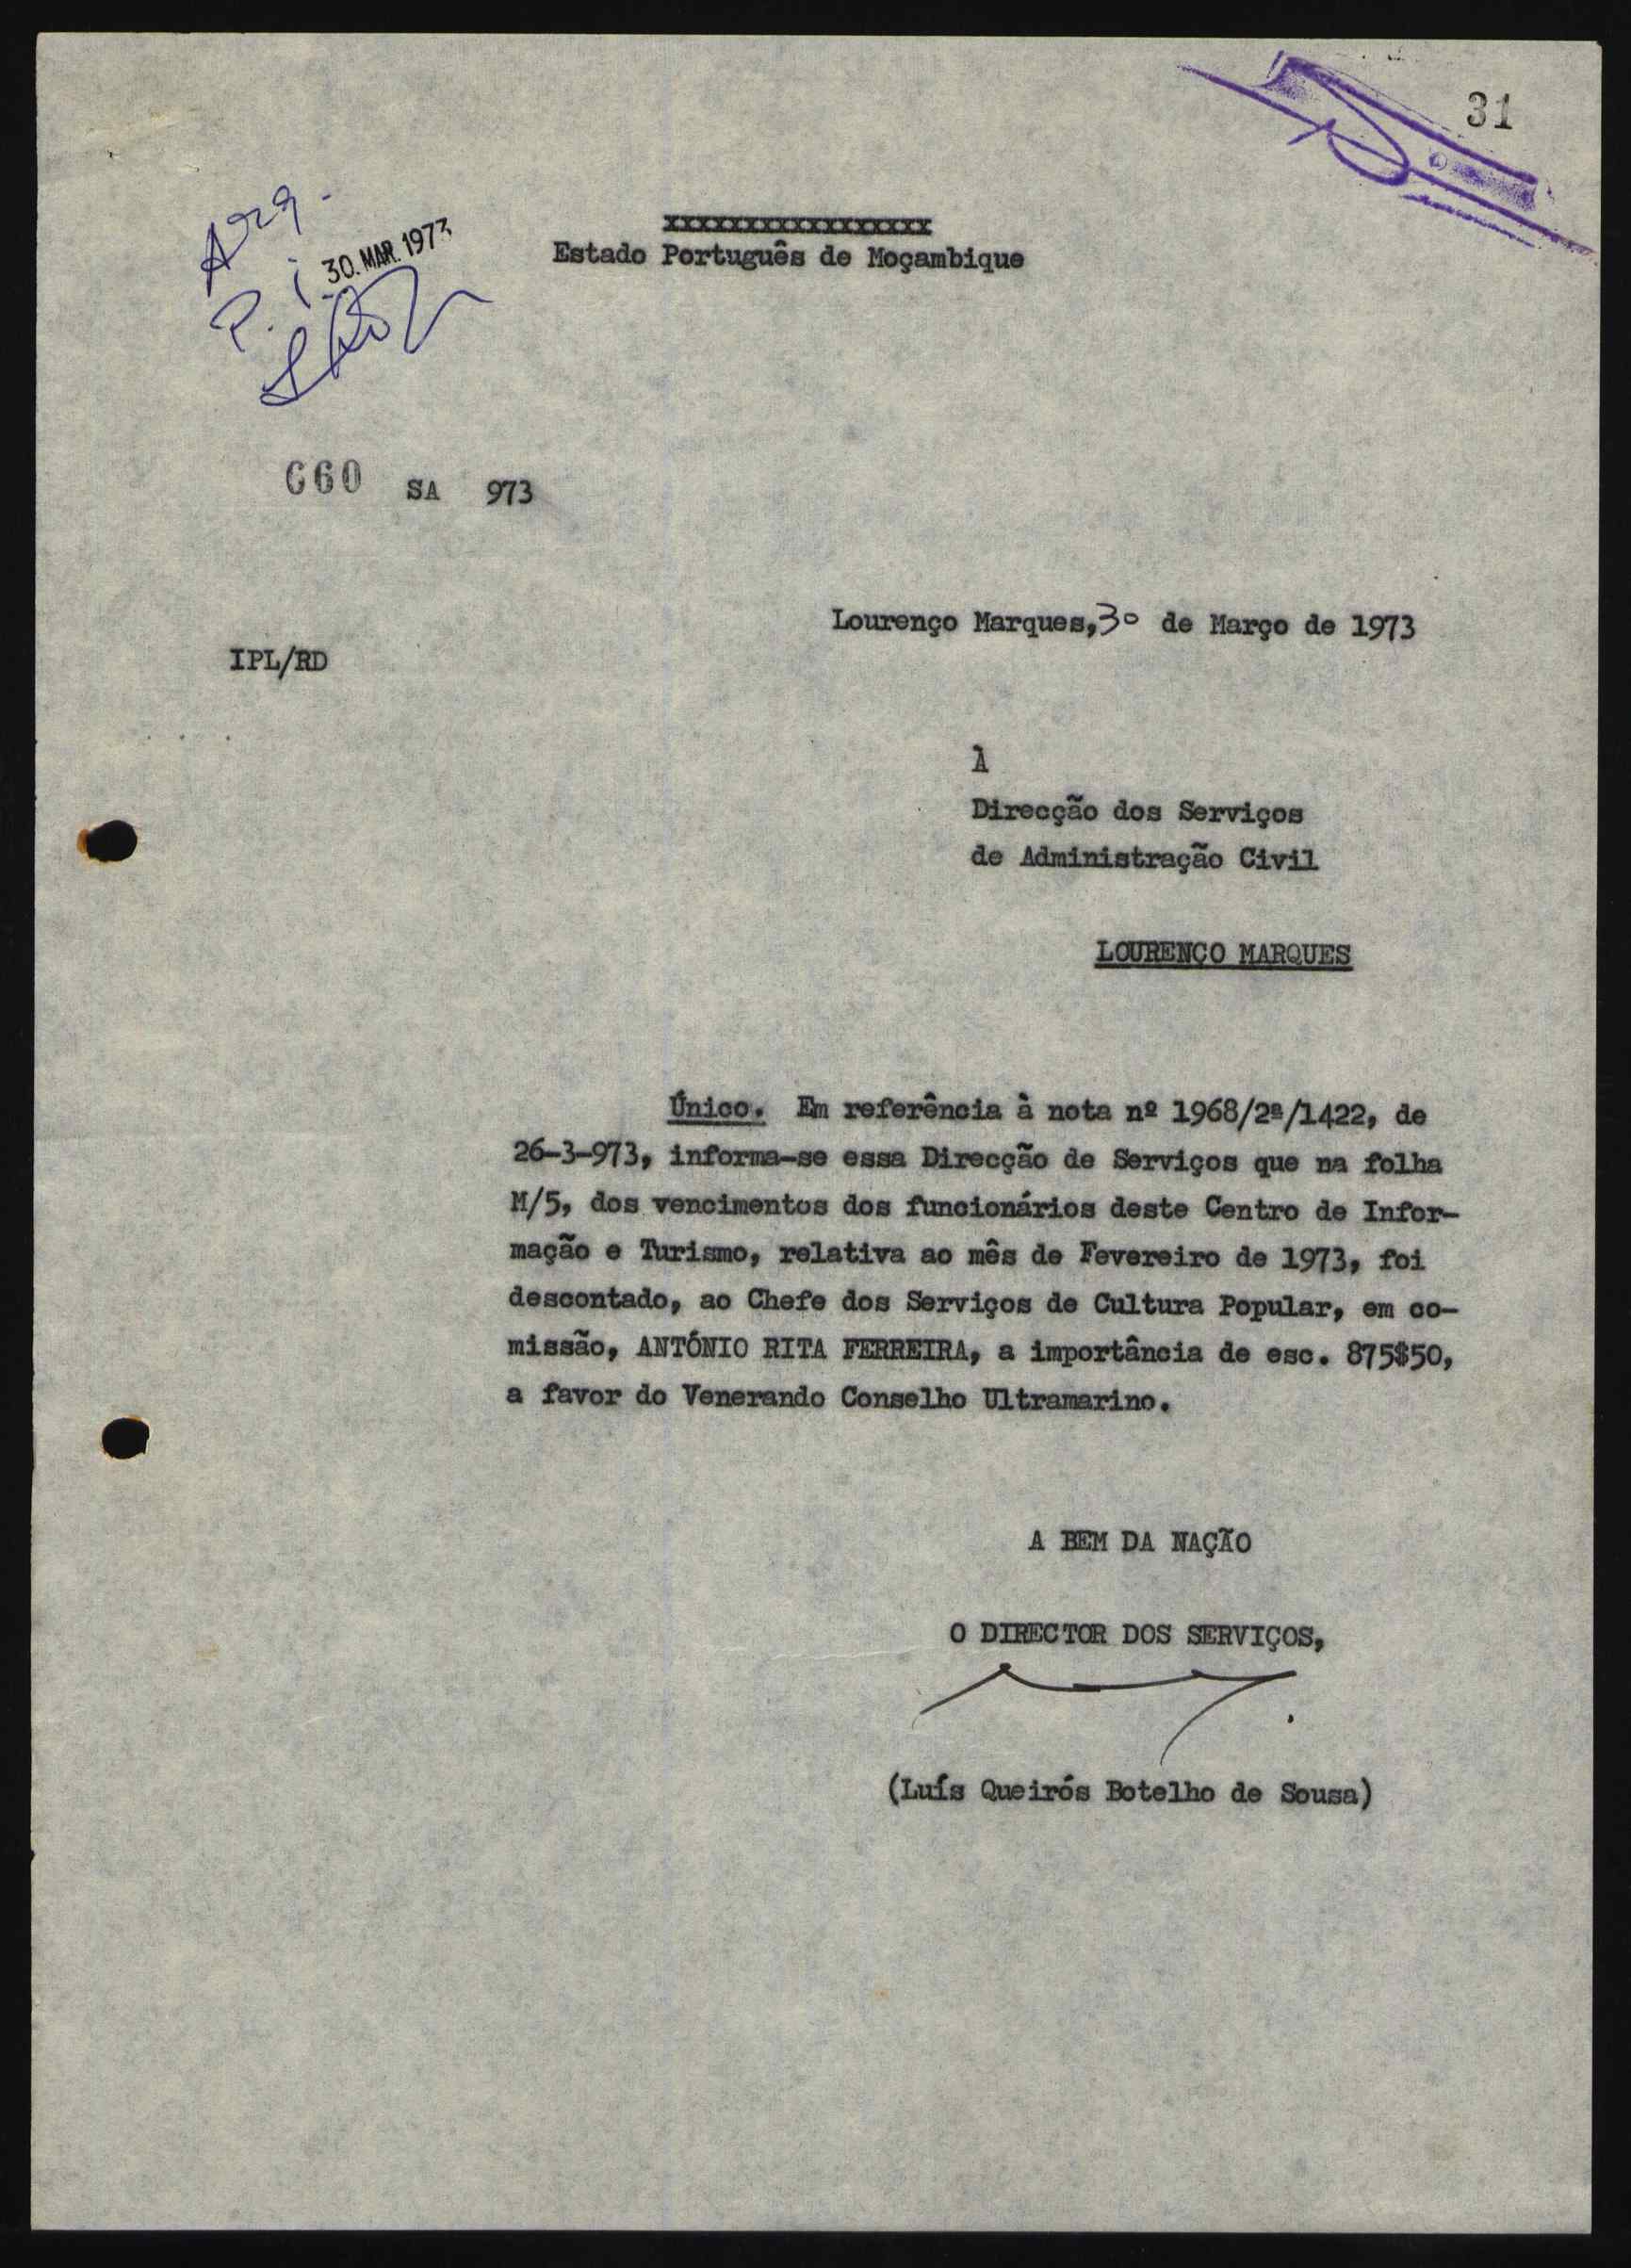 31
Arq.
30. MAR. 1973
P. i
xxxxxxxxxxxxxxxxx
Estado Português de Moçambique
660 SA 973
Lourenço Marques, 30 de Março de 1973
IPL/RD
À
Direcção dos Serviços
de Administração Civil
LOURENÇO MARQUES
Único. Em referência à nota nº 1968/2ª/1422, de
26-3-973, informa-se essa Direcção de Serviços que na folha
M/5, dos vencimentos dos funcionários deste Centro de Infor-
mação e Turismo, relativa ao mês de Fevereiro de 1973, foi
descontado, ao Chefe dos Serviços de Cultura Popular, em co-
missão, ANTÓNIO RITA FERREIRA, a importância de esc. 875$50,
a favor do Venerando Conselho Ultramarino.
A BEM DA NAÇÃO
O DIRECTOR DOS SERVIÇOS,
(Luís Queirós Botelho de Sousa)